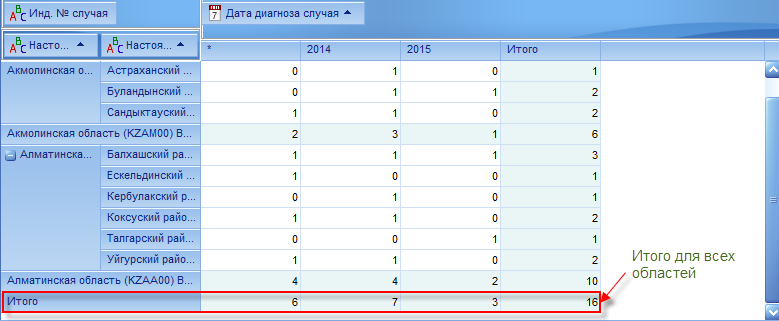 Инд. № случая
7 Дата диагноза случая
Насто... Настоя... * 2014 2015 Итого
Акмолинская о... Астраханский ... 0 1 0 1
Буландынский ... 0 1 1 2
Сандыктауский... 1 1 0 2
Акмолинская область (KZAM00) В... 2 3 1 6
Алматинска... Балхашский ра... 1 1 1 3
Ескельдинский ... 1 0 0 1
Кербулакский р... 0 1 0 1
Коксуский райо... 1 1 0 2
Талгарский рай... 0 0 1 1
Уйгурский райо... 1 1 0 2
Алматинская область (KZAA00) В... 4 4 2 10
Итого 6 7 3 16
Итого для всех
областей